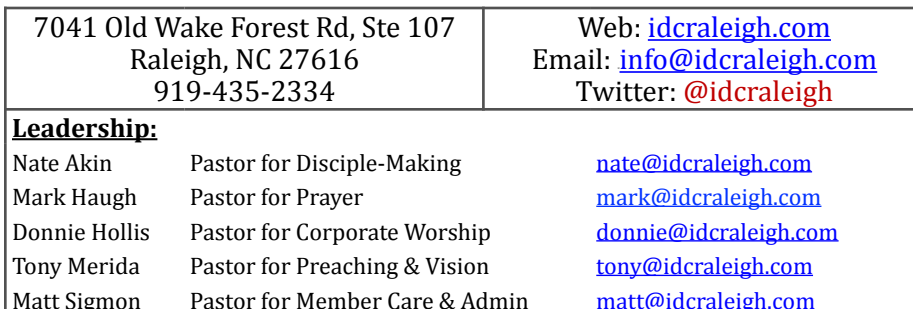 7041 Old Wake Forest Rd, Ste 107
Raleigh, NC 27616
919-435-2334
Web: idcraleigh.com
Email: info@idcraleigh.com
Twitter: @idcraleigh
Leadership:
Nate Akin Pastor for Disciple-Making nate@idcraleigh.com
Mark Haugh Pastor for Prayer mark@idcraleigh.com
Donnie Hollis Pastor for Corporate Worship donnie@idcraleigh.com
Tony Merida Pastor for Preaching & Vision tony@idcraleigh.com
Matt Sigmon Pastor for Member Care & Admin matt@idcraleigh.com